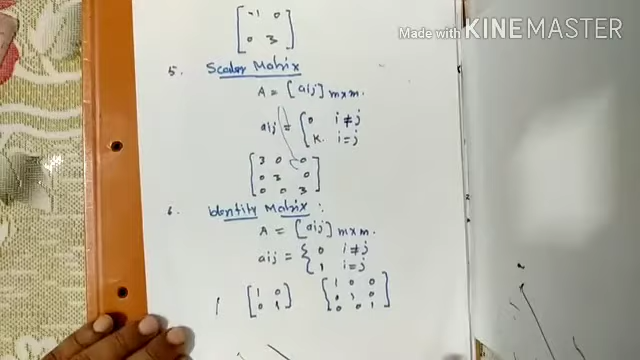 Made with KINEMASTER
[-1 0
0 3]
5. Scalar Matrix
A = [aij] m×m.
aij = { 0 i ≠ j
K. i = j
[3 0 0
0 3 0
0 0 3]
6. Identity Matrix :
A = [aij] m×m.
aij = { 0 i ≠ j
1 i = j
[1 0 [1 0 0
0 1] 0 1 0
0 0 1]